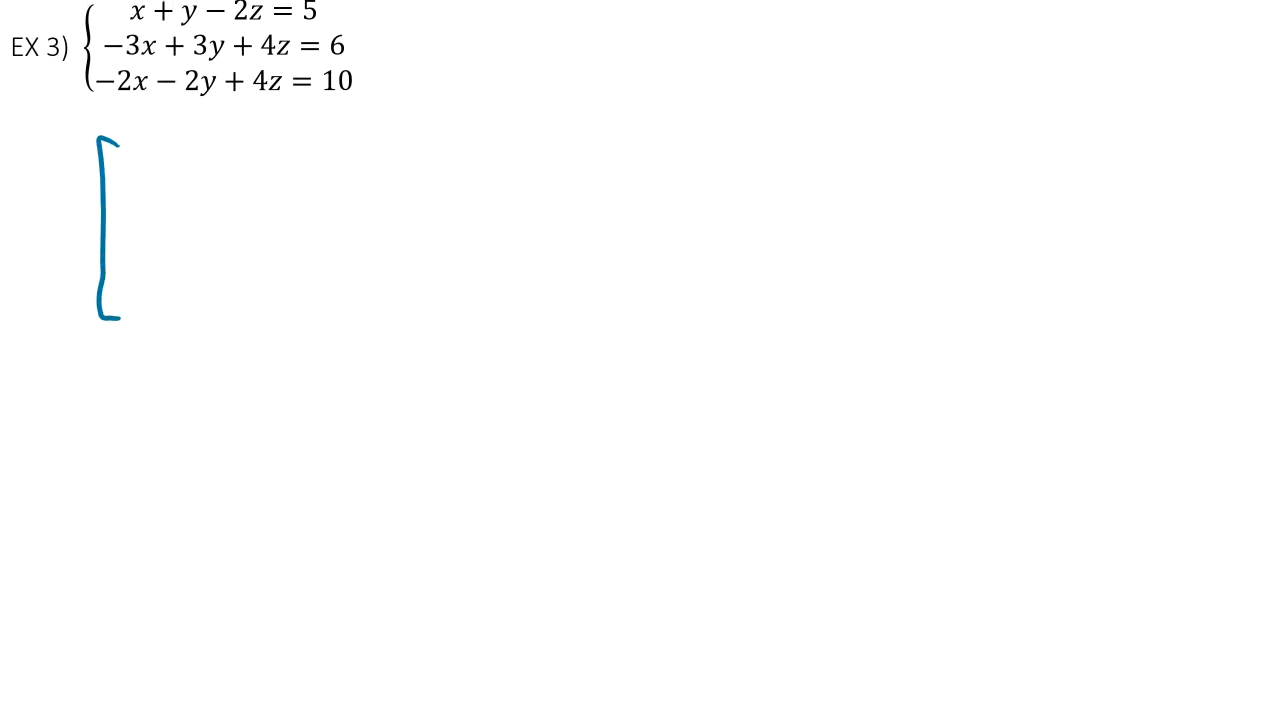 x + y − 2z = 5
EX 3) { −3x + 3y + 4z = 6
−2x − 2y + 4z = 10
[